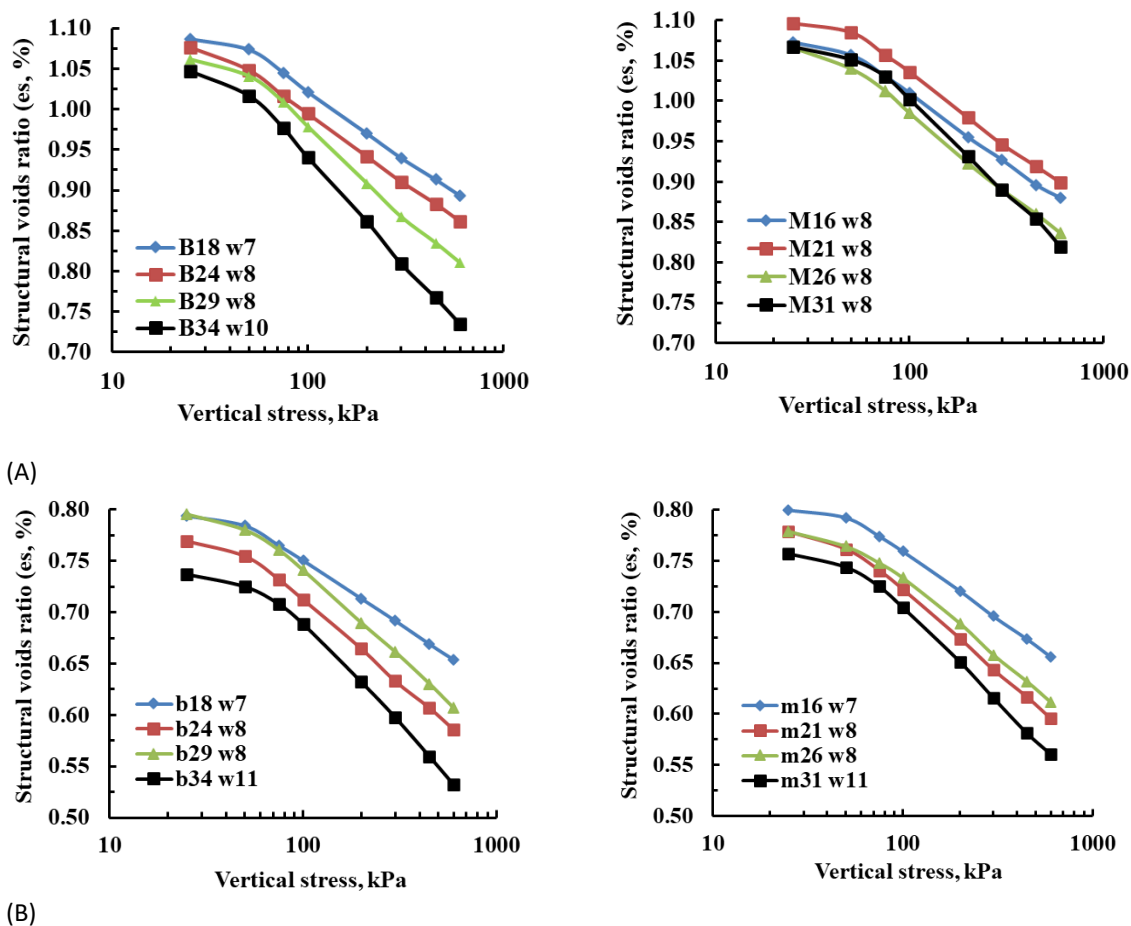 Structural voids ratio (es, %)
1.10
1.05
1.00
0.95
0.90
0.85
0.80
0.75
0.70
B18 w7
B24 w8
B29 w8
B34 w10
10
100
1000
Vertical stress, kPa
Structural voids ratio (es, %)
1.10
1.05
1.00
0.95
0.90
0.85
0.80
0.75
0.70
M16 w8
M21 w8
M26 w8
M31 w8
10
100
1000
Vertical stress, kPa
(A)
Structural voids ratio (es, %)
0.80
0.75
0.70
0.65
0.60
0.55
0.50
b18 w7
b24 w8
b29 w8
b34 w11
10
100
1000
Vertical stress, kPa
Structural voids ratio (es, %)
0.80
0.75
0.70
0.65
0.60
0.55
0.50
m16 w7
m21 w8
m26 w8
m31 w11
10
100
1000
Vertical stress, kPa
(B)